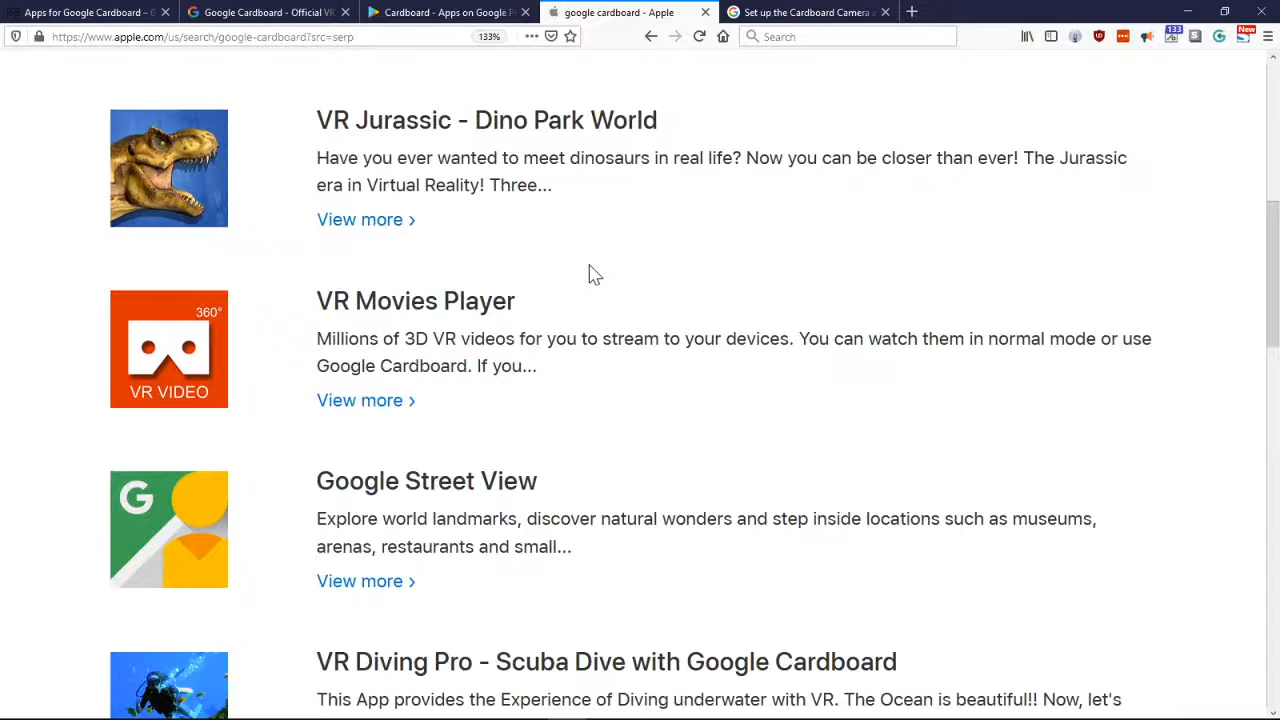 Apps for Google Cardboard – G
Google Cardboard - Official VR
Cardboard - Apps on Google P
google cardboard - Apple
Set up the Cardboard Camera a
https://www.apple.com/us/search/google-cardboard?src=serp
133%
Search
133
New
VR Jurassic - Dino Park World
Have you ever wanted to meet dinosaurs in real life? Now you can be closer than ever! The Jurassic
era in Virtual Reality! Three...
View more ›
360°
VR VIDEO
VR Movies Player
Millions of 3D VR videos for you to stream to your devices. You can watch them in normal mode or use
Google Cardboard. If you...
View more ›
G
Google Street View
Explore world landmarks, discover natural wonders and step inside locations such as museums,
arenas, restaurants and small...
View more ›
VR Diving Pro - Scuba Dive with Google Cardboard
This App provides the Experience of Diving underwater with VR. The Ocean is beautiful!! Now, let's